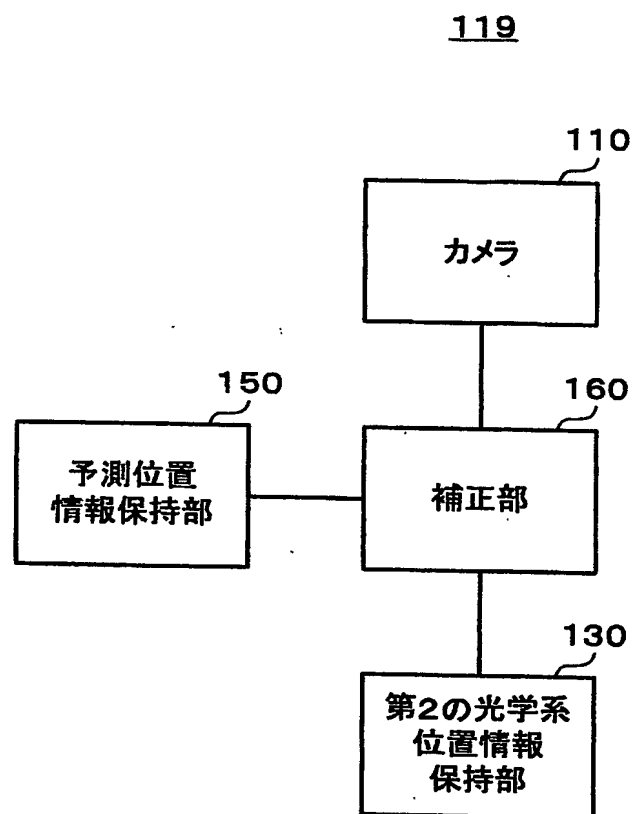 119
110
カメラ
150
予測位置
情報保持部
160
補正部
130
第2の光学系
位置情報
保持部